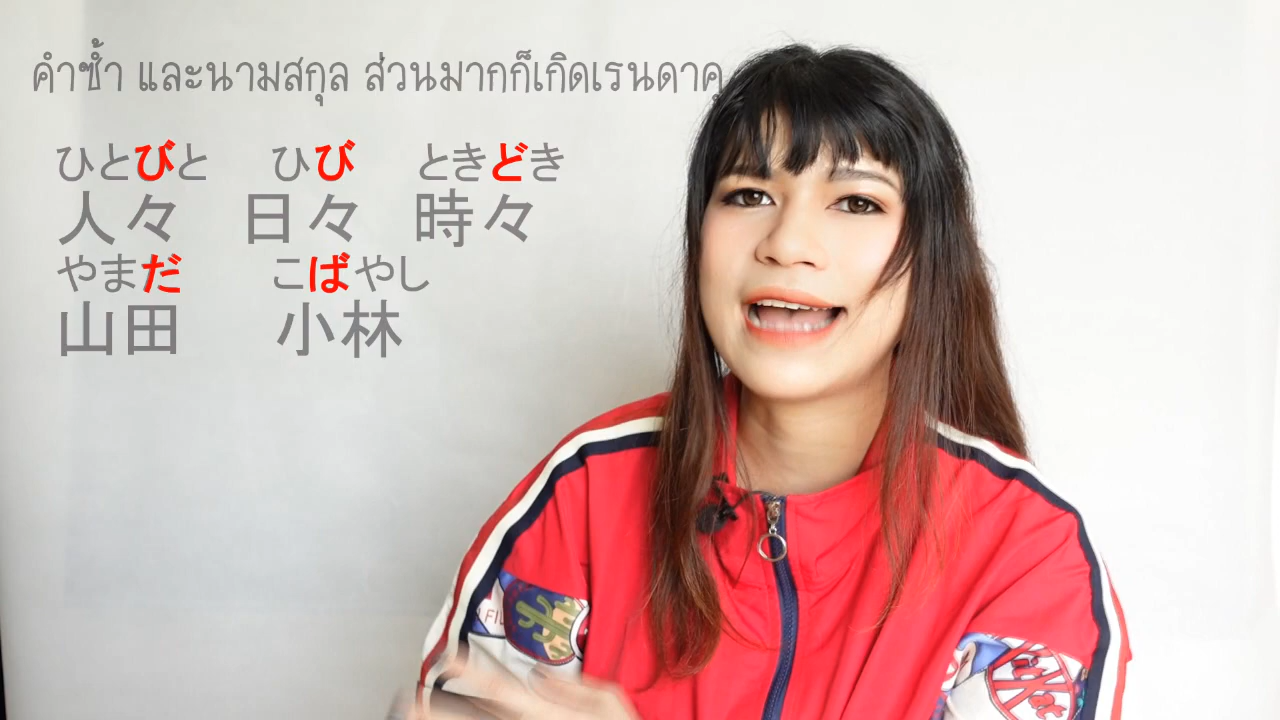 คำซ้ำ และนามสกุล ส่วนมากก็เกิดเรนดาคุ
ひとびと ひび ときどき
人々 日々 時々
やまだ こばやし
山田 小林